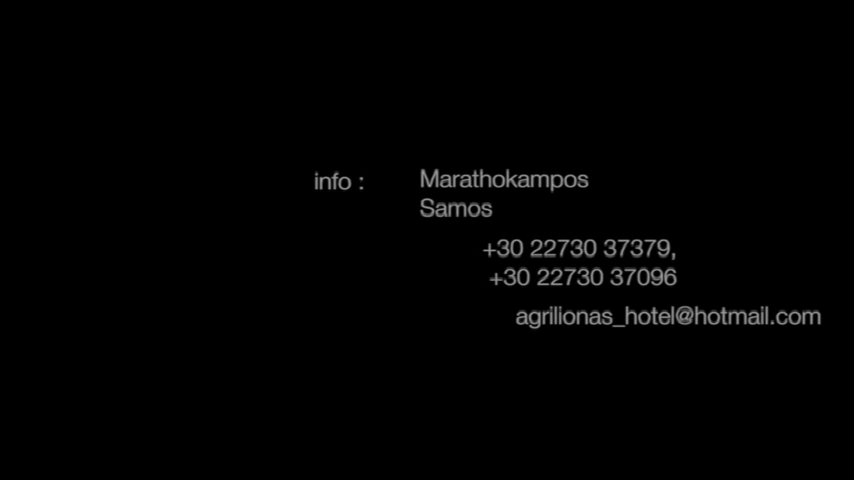 info : Marathokampos
Samos
+30 22730 37379,
+30 22730 37096
agrilionas_hotel@hotmail.com